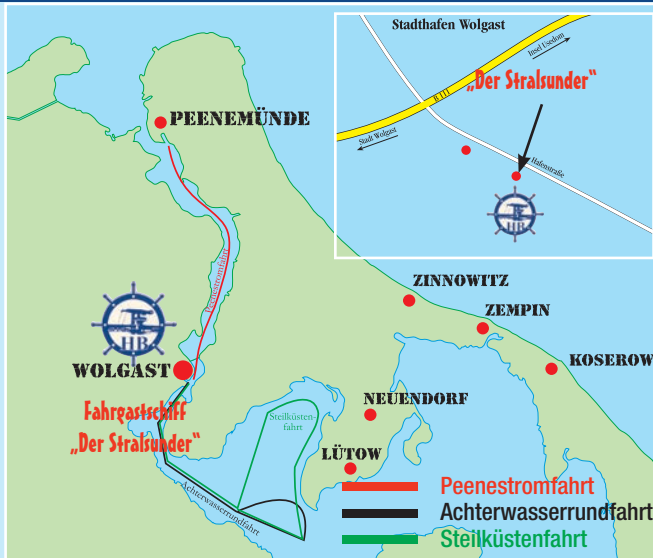 Stadthafen Wolgast
Insel Usedom
B 111
„Der Stralsunder“
Stadt Wolgast
Hafenstraße
HB
PEENEMÜNDE
Peenestromfahrt
ZINNOWITZ
ZEMPIN
KOSEROW
HB
WOLGAST
Fahrgastschiff
„Der Stralsunder“
NEUENDORF
Steilküsten-
fahrt
LÜTOW
Achterwasserrundfahrt
Peenestromfahrt
Achterwasserrundfahrt
Steilküstenfahrt